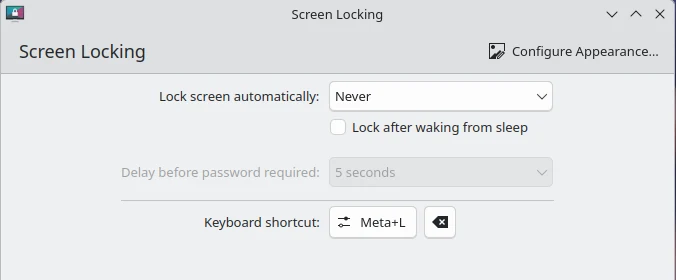 Screen Locking
Screen Locking
Configure Appearance...
Lock screen automatically: Never
Lock after waking from sleep
Delay before password required: 5 seconds
Keyboard shortcut: Meta+L